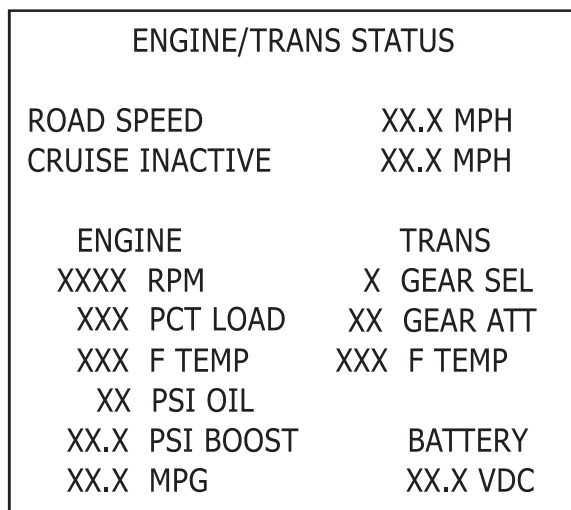 ENGINE/TRANS STATUS
ROAD SPEED XX.X MPH
CRUISE INACTIVE XX.X MPH
ENGINE TRANS
XXXX RPM X GEAR SEL
XXX PCT LOAD XX GEAR ATT
XXX F TEMP XXX F TEMP
XX PSI OIL
XX.X PSI BOOST BATTERY
XX.X MPG XX.X VDC